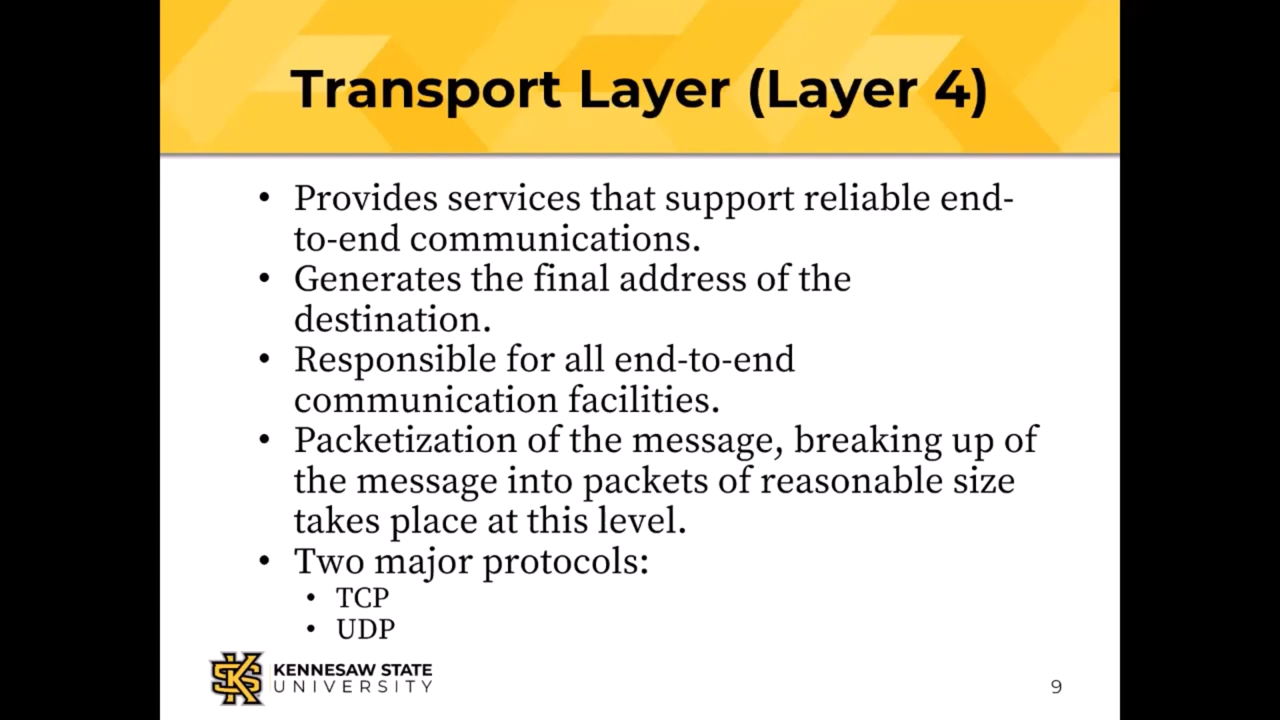 Transport Layer (Layer 4)
• Provides services that support reliable end-
to-end communications.
• Generates the final address of the
destination.
• Responsible for all end-to-end
communication facilities.
• Packetization of the message, breaking up of
the message into packets of reasonable size
takes place at this level.
• Two major protocols:
• TCP
• UDP
KENNESAW STATE
UNIVERSITY
9